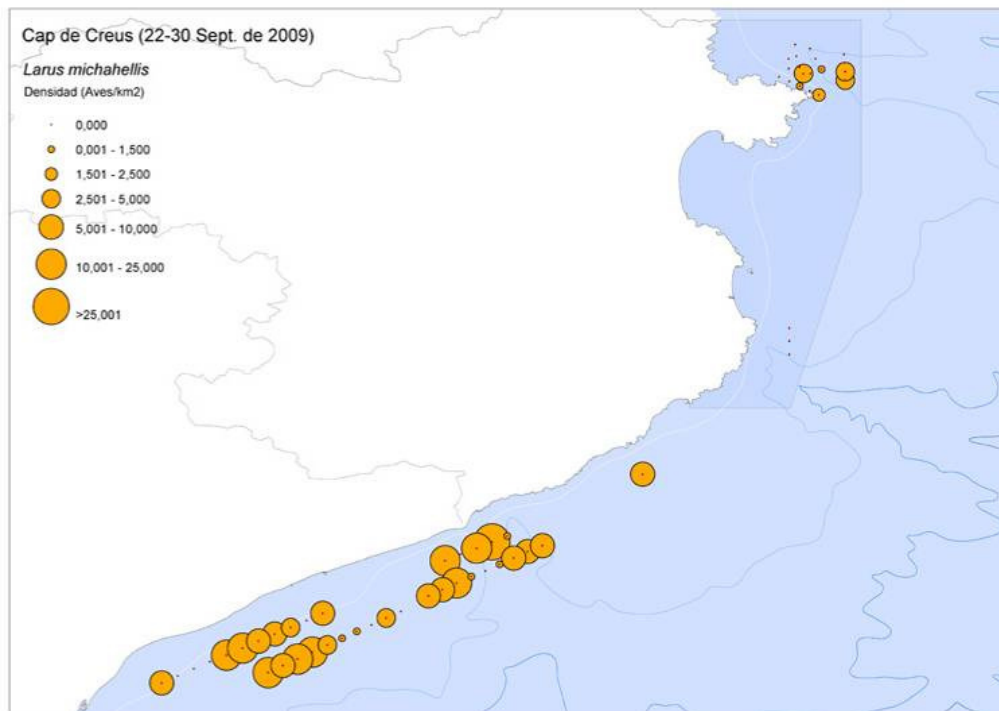 Cap de Creus (22-30 Sept. de 2009)
Larus michahellis
Densidad (Aves/km2)
0,000
0,001 - 1,500
1,501 - 2,500
2,501 - 5,000
5,001 - 10,000
10,001 - 25,000
>25,001